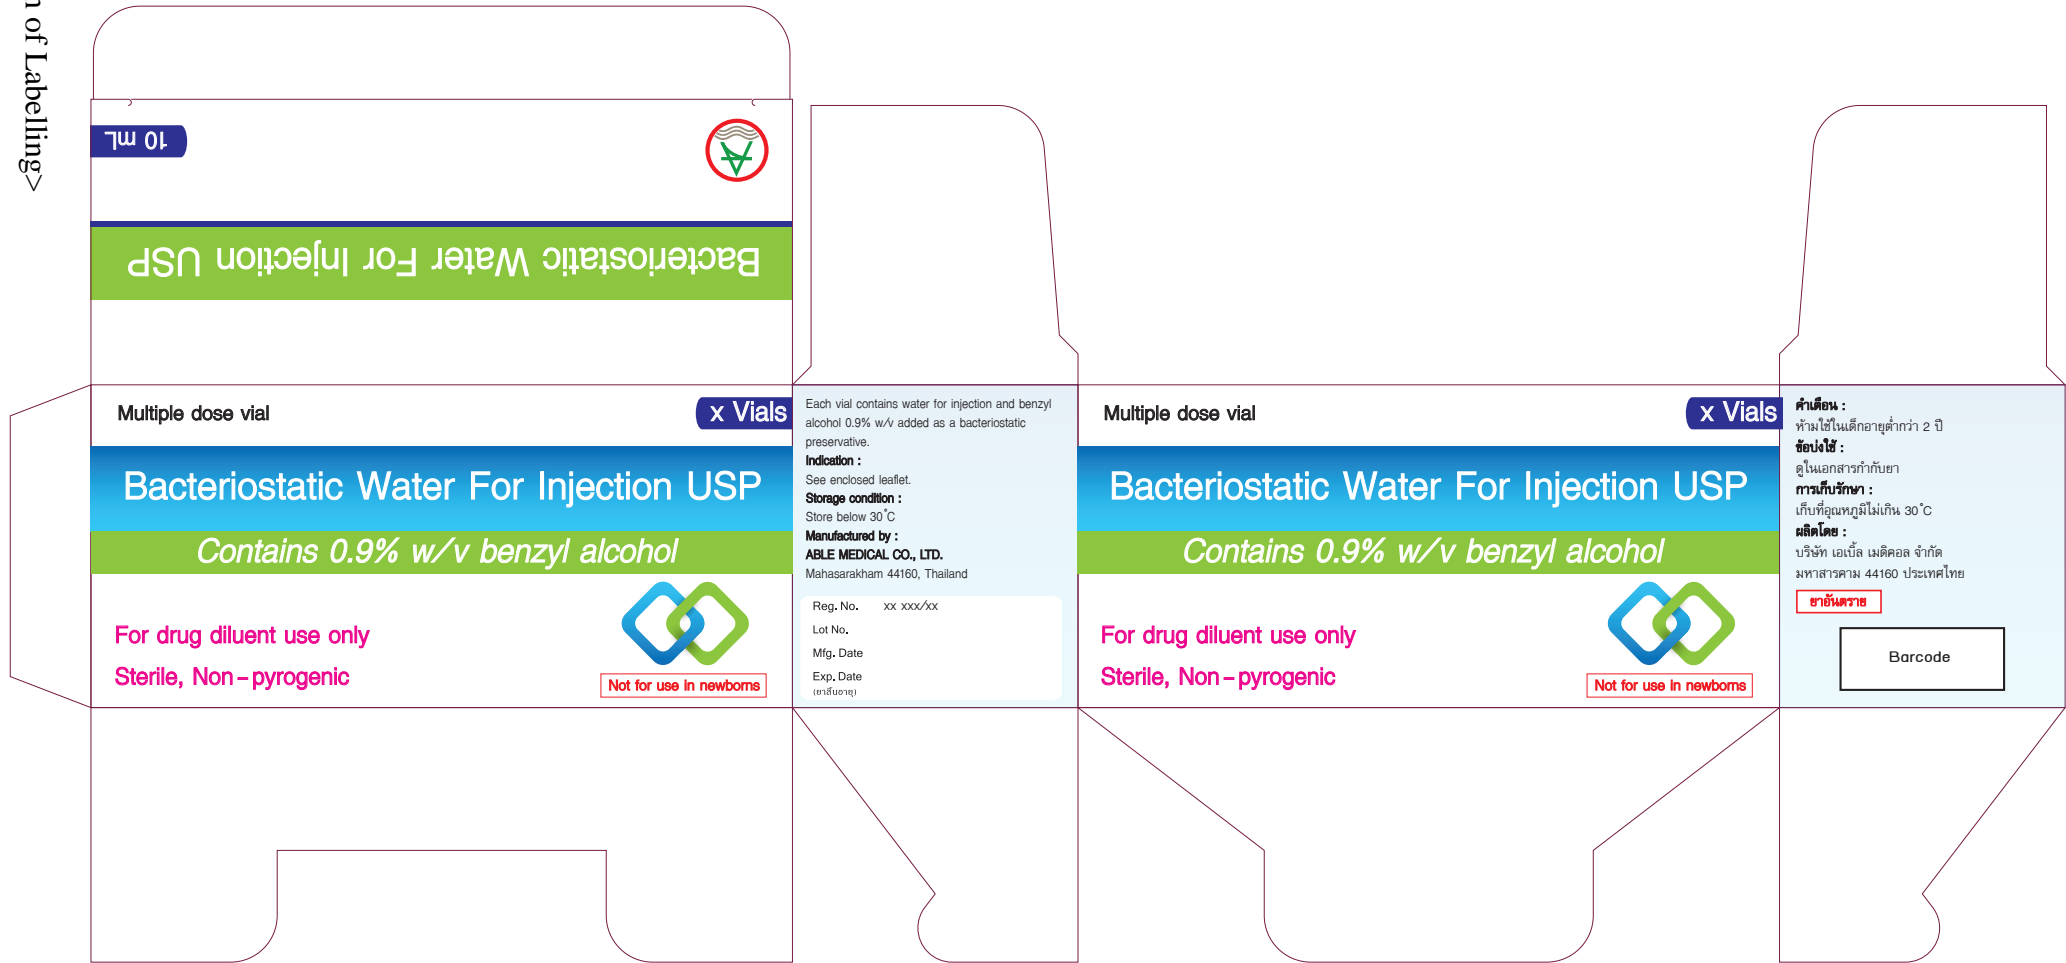 n of Labelling>
10 mL
Bacteriostatic Water For Injection USP
Multiple dose vial
x Vials
Bacteriostatic Water For Injection USP
Contains 0.9% w/v benzyl alcohol
For drug diluent use only
Sterile, Non-pyrogenic
Not for use in newborns
Each vial contains water for injection and benzyl
alcohol 0.9% w/v added as a bacteriostatic
preservative.
Indication :
See enclosed leaflet.
Storage condition :
Store below 30°C
Manufactured by :
ABLE MEDICAL CO., LTD.
Mahasarakham 44160, Thailand
Reg. No. xx xxx/xx
Lot No.
Mfg. Date
Exp. Date
(ยาสิ้นอายุ)
Multiple dose vial
x Vials
Bacteriostatic Water For Injection USP
Contains 0.9% w/v benzyl alcohol
For drug diluent use only
Sterile, Non-pyrogenic
Not for use in newborns
คำเตือน :
ห้ามใช้ในเด็กอายุต่ำกว่า 2 ปี
ข้อบ่งใช้ :
ดูในเอกสารกำกับยา
การเก็บรักษา :
เก็บที่อุณหภูมิไม่เกิน 30°C
ผลิตโดย :
บริษัท เอเบิ้ล เมดิคอล จำกัด
มหาสารคาม 44160 ประเทศไทย
ยาอันตราย
Barcode